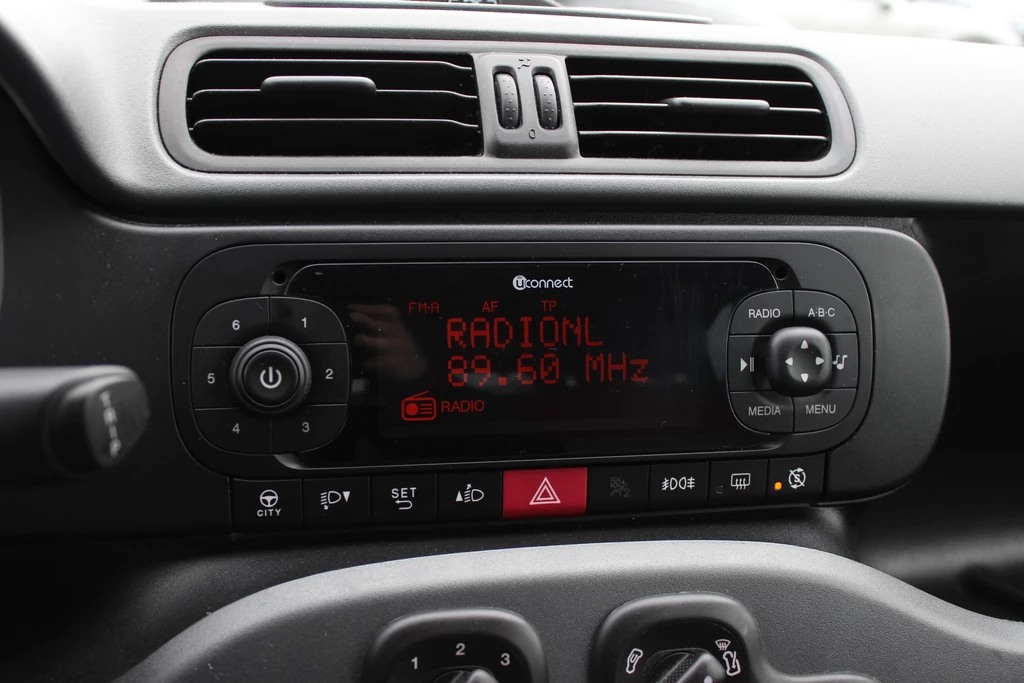 uconnect
FM-A AF TP
RADIONL
89.60 MHz
RADIO
6 1
5 2
4 3
RADIO A·B·C
MEDIA MENU
CITY
SET
0
1 2 3